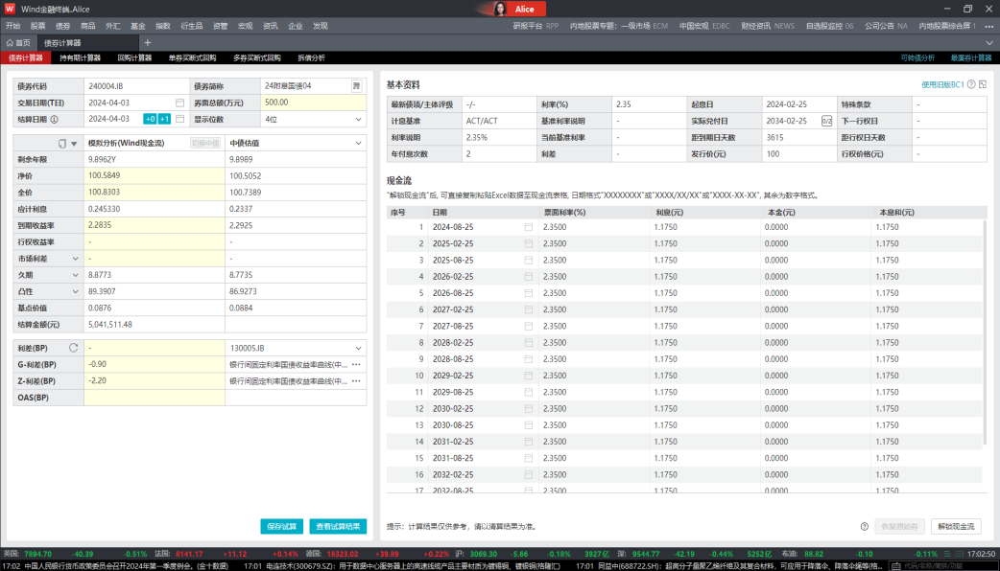 Wind金融终端_Alice
Alice
开始 股票 债券 商品 外汇 基金 指数 衍生品 资管 宏观 资讯 企业 发现 研报平台 RPP 内地股票专题：一级市场 ECM 中国宏观 EDBC 财经资讯 NEWS 自选股监控 06 公司公告 NA 内地股票综合屏 1
首页 债券计算器 +
债券计算器 持有期计算器 回购计算器 单券买断式回购 多券买断式回购 拆借分析 可转债分析 最廉券计算器
债券代码 240004.IB 债券简称 24附息国债04
交易日期(TD) 2024-04-03 券面总额(万元) 500.00
结算日期 2024-04-03 +0 +1 显示位数 4位
模拟分析(Wind现金流) 切换中债 中债估值
剩余年限 9.8962Y 9.8989
净价 100.5849 100.5052
全价 100.8303 100.7389
应计利息 0.245330 0.2337
到期收益率 2.2835 2.2925
行权收益率 - -
市场利差 - -
久期 8.8773 8.7735
凸性 89.3907 86.9273
基点价值 0.0876 0.0884
结算金额(元) 5,041,511.48
利差(BP) - 130005.IB
G-利差(BP) -0.90 银行间固定利率国债收益率曲线(中... ...
Z-利差(BP) -2.20 银行间固定利率国债收益率曲线(中... ...
OAS(BP)
保存试算 查看试算结果
基本资料 使用旧版BC1
最新债项/主体评级 -/- 利率(%) 2.35 起息日 2024-02-25 特殊条款 -
计息基准 ACT/ACT 基准利率说明 - 实际兑付日 2034-02-25 下一行权日 -
利率说明 2.35% 当前基准利率 - 距到期日天数 3615 距行权日天数 -
年付息次数 2 利差 - 发行价(元) 100 行权价格(元) -
现金流
"解锁现金流"后, 可直接复制粘贴Excel数据至现金流表格, 日期格式"XXXXXXXX"或"XXXX/XX/XX"或"XXXX-XX-XX", 其余为数字格式。
序号 日期 票面利率(%) 利息(元) 本金(元) 本息和(元)
1 2024-08-25 2.3500 1.1750 0.0000 1.1750
2 2025-02-25 2.3500 1.1750 0.0000 1.1750
3 2025-08-25 2.3500 1.1750 0.0000 1.1750
4 2026-02-25 2.3500 1.1750 0.0000 1.1750
5 2026-08-25 2.3500 1.1750 0.0000 1.1750
6 2027-02-25 2.3500 1.1750 0.0000 1.1750
7 2027-08-25 2.3500 1.1750 0.0000 1.1750
8 2028-02-25 2.3500 1.1750 0.0000 1.1750
9 2028-08-25 2.3500 1.1750 0.0000 1.1750
10 2029-02-25 2.3500 1.1750 0.0000 1.1750
11 2029-08-25 2.3500 1.1750 0.0000 1.1750
12 2030-02-25 2.3500 1.1750 0.0000 1.1750
13 2030-08-25 2.3500 1.1750 0.0000 1.1750
14 2031-02-25 2.3500 1.1750 0.0000 1.1750
15 2031-08-25 2.3500 1.1750 0.0000 1.1750
16 2032-02-25 2.3500 1.1750 0.0000 1.1750
17 2032-08-25 2.3500 1.1750 0.0000 1.1750
提示：计算结果仅供参考，请以清算结果为准。 恢复原始券 解锁现金流
英国: 7894.70 -40.39 -0.51% 法国: 8141.17 +11.12 +0.14% 德国: 18323.02 +39.89 +0.22% 沪: 3069.30 -5.66 -0.18% 3927亿 深: 9544.77 -42.19 -0.44% 5252亿 布油: 88.82 -0.10 -0.11% 17:02:50
17:02 中国人民银行货币政策委员会召开2024年第一季度例会。(金十数据) 17:01 电连技术(300679.SZ)：用于数据中心服务器上的高速线缆产品主要材质为镀锡铜、镀银铜(格隆汇) 17:01 同益中(688722.SH)：超高分子量聚乙烯纤维及其复合材料，可应用于降落伞、降落伞绳等(格... 代码/名称/简拼/功能